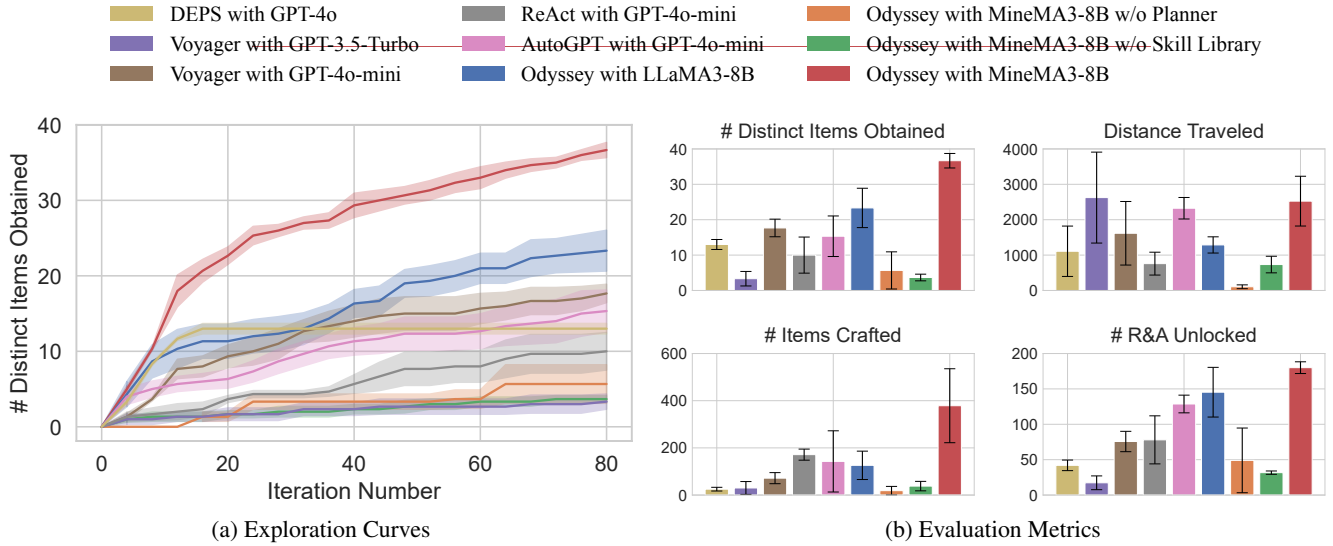 DEPS with GPT-4o
Voyager with GPT-3.5-Turbo
Voyager with GPT-4o-mini
ReAct with GPT-4o-mini
AutoGPT with GPT-4o-mini
Odyssey with LLaMA3-8B
Odyssey with MineMA3-8B w/o Planner
Odyssey with MineMA3-8B w/o Skill Library
Odyssey with MineMA3-8B
# Distinct Items Obtained
40
30
20
10
0
0 20 40 60 80
Iteration Number
(a) Exploration Curves
# Distinct Items Obtained
40
30
20
10
0
Distance Traveled
4000
3000
2000
1000
0
# Items Crafted
600
400
200
0
# R&A Unlocked
200
150
100
50
0
(b) Evaluation Metrics